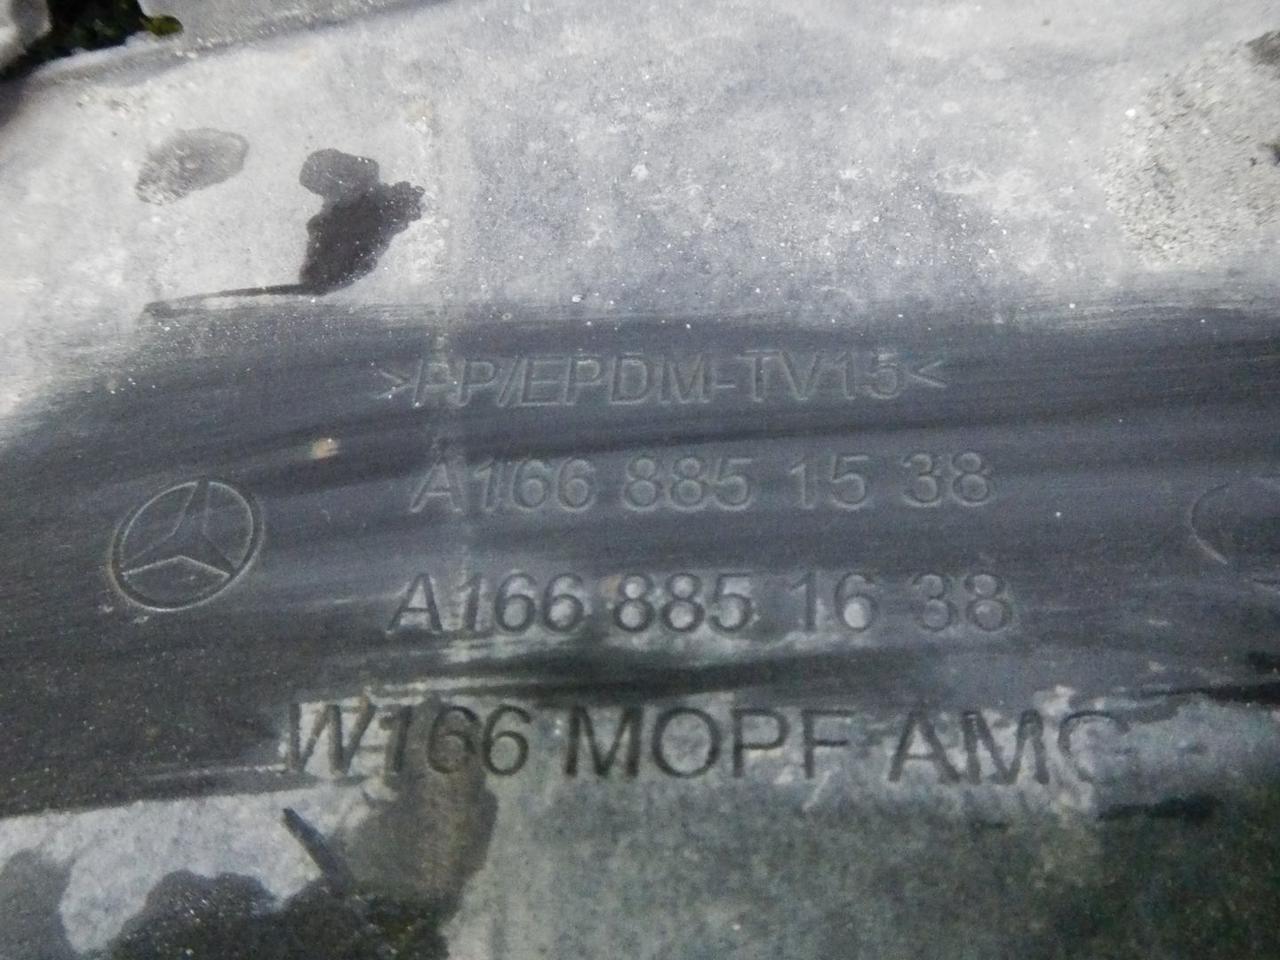 >PP/EPDM-TV15<
A166 885 15 38
A166 885 16 38
W166 MOPF AMG